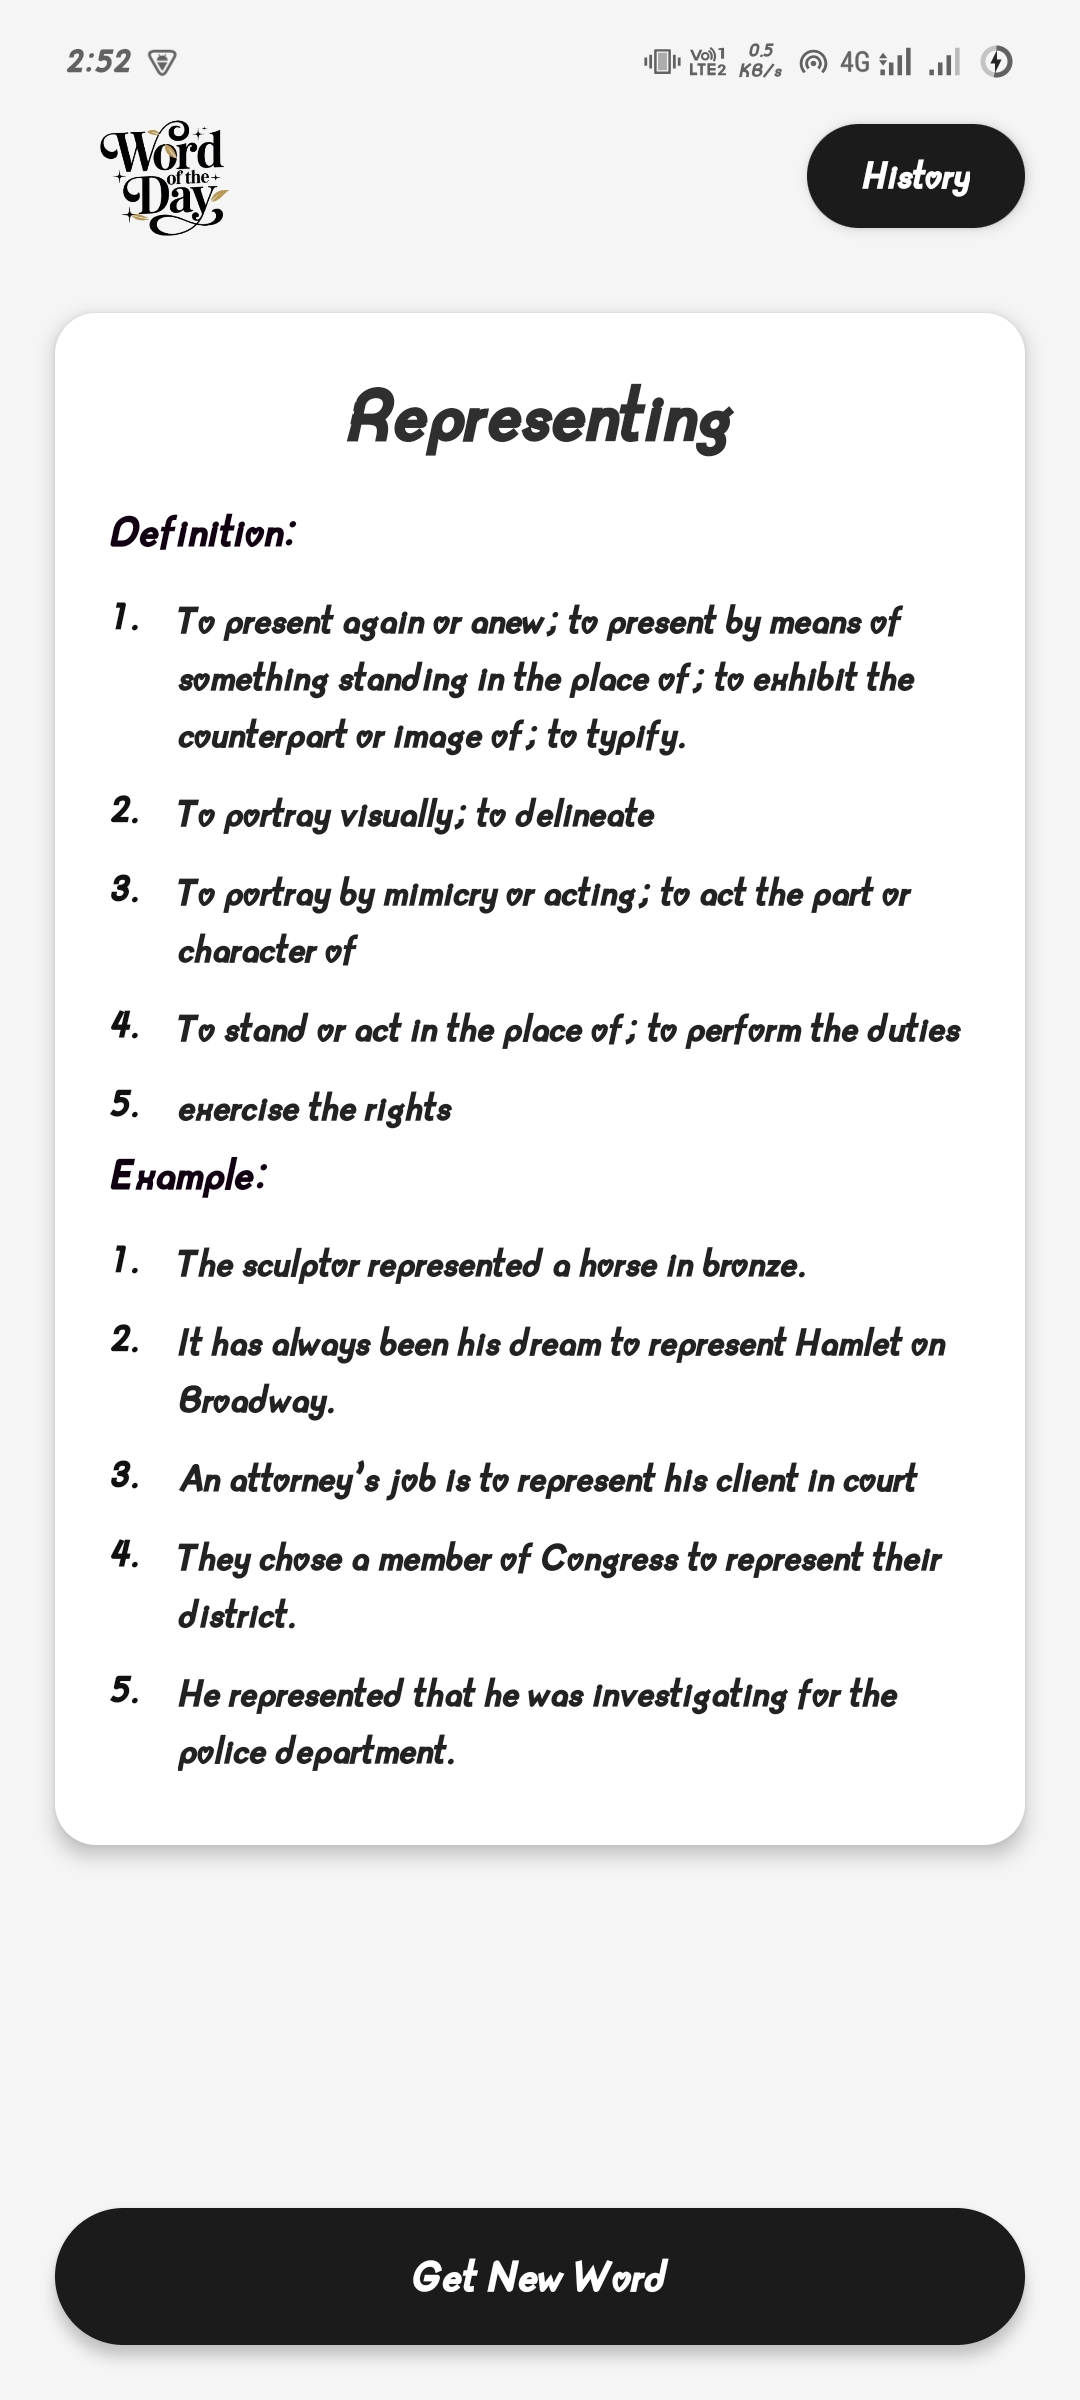 2:52
Vo)) 1
LTE2
0.5
KB/s
4G
Word
of the
Day
History
Representing
Definition:
1. To present again or anew; to present by means of
something standing in the place of; to exhibit the
counterpart or image of; to typify.
2. To portray visually; to delineate
3. To portray by mimicry or acting; to act the part or
character of
4. To stand or act in the place of; to perform the duties
5. exercise the rights
Example:
1. The sculptor represented a horse in bronze.
2. It has always been his dream to represent Hamlet on
Broadway.
3. An attorney's job is to represent his client in court
4. They chose a member of Congress to represent their
district.
5. He represented that he was investigating for the
police department.
Get New Word